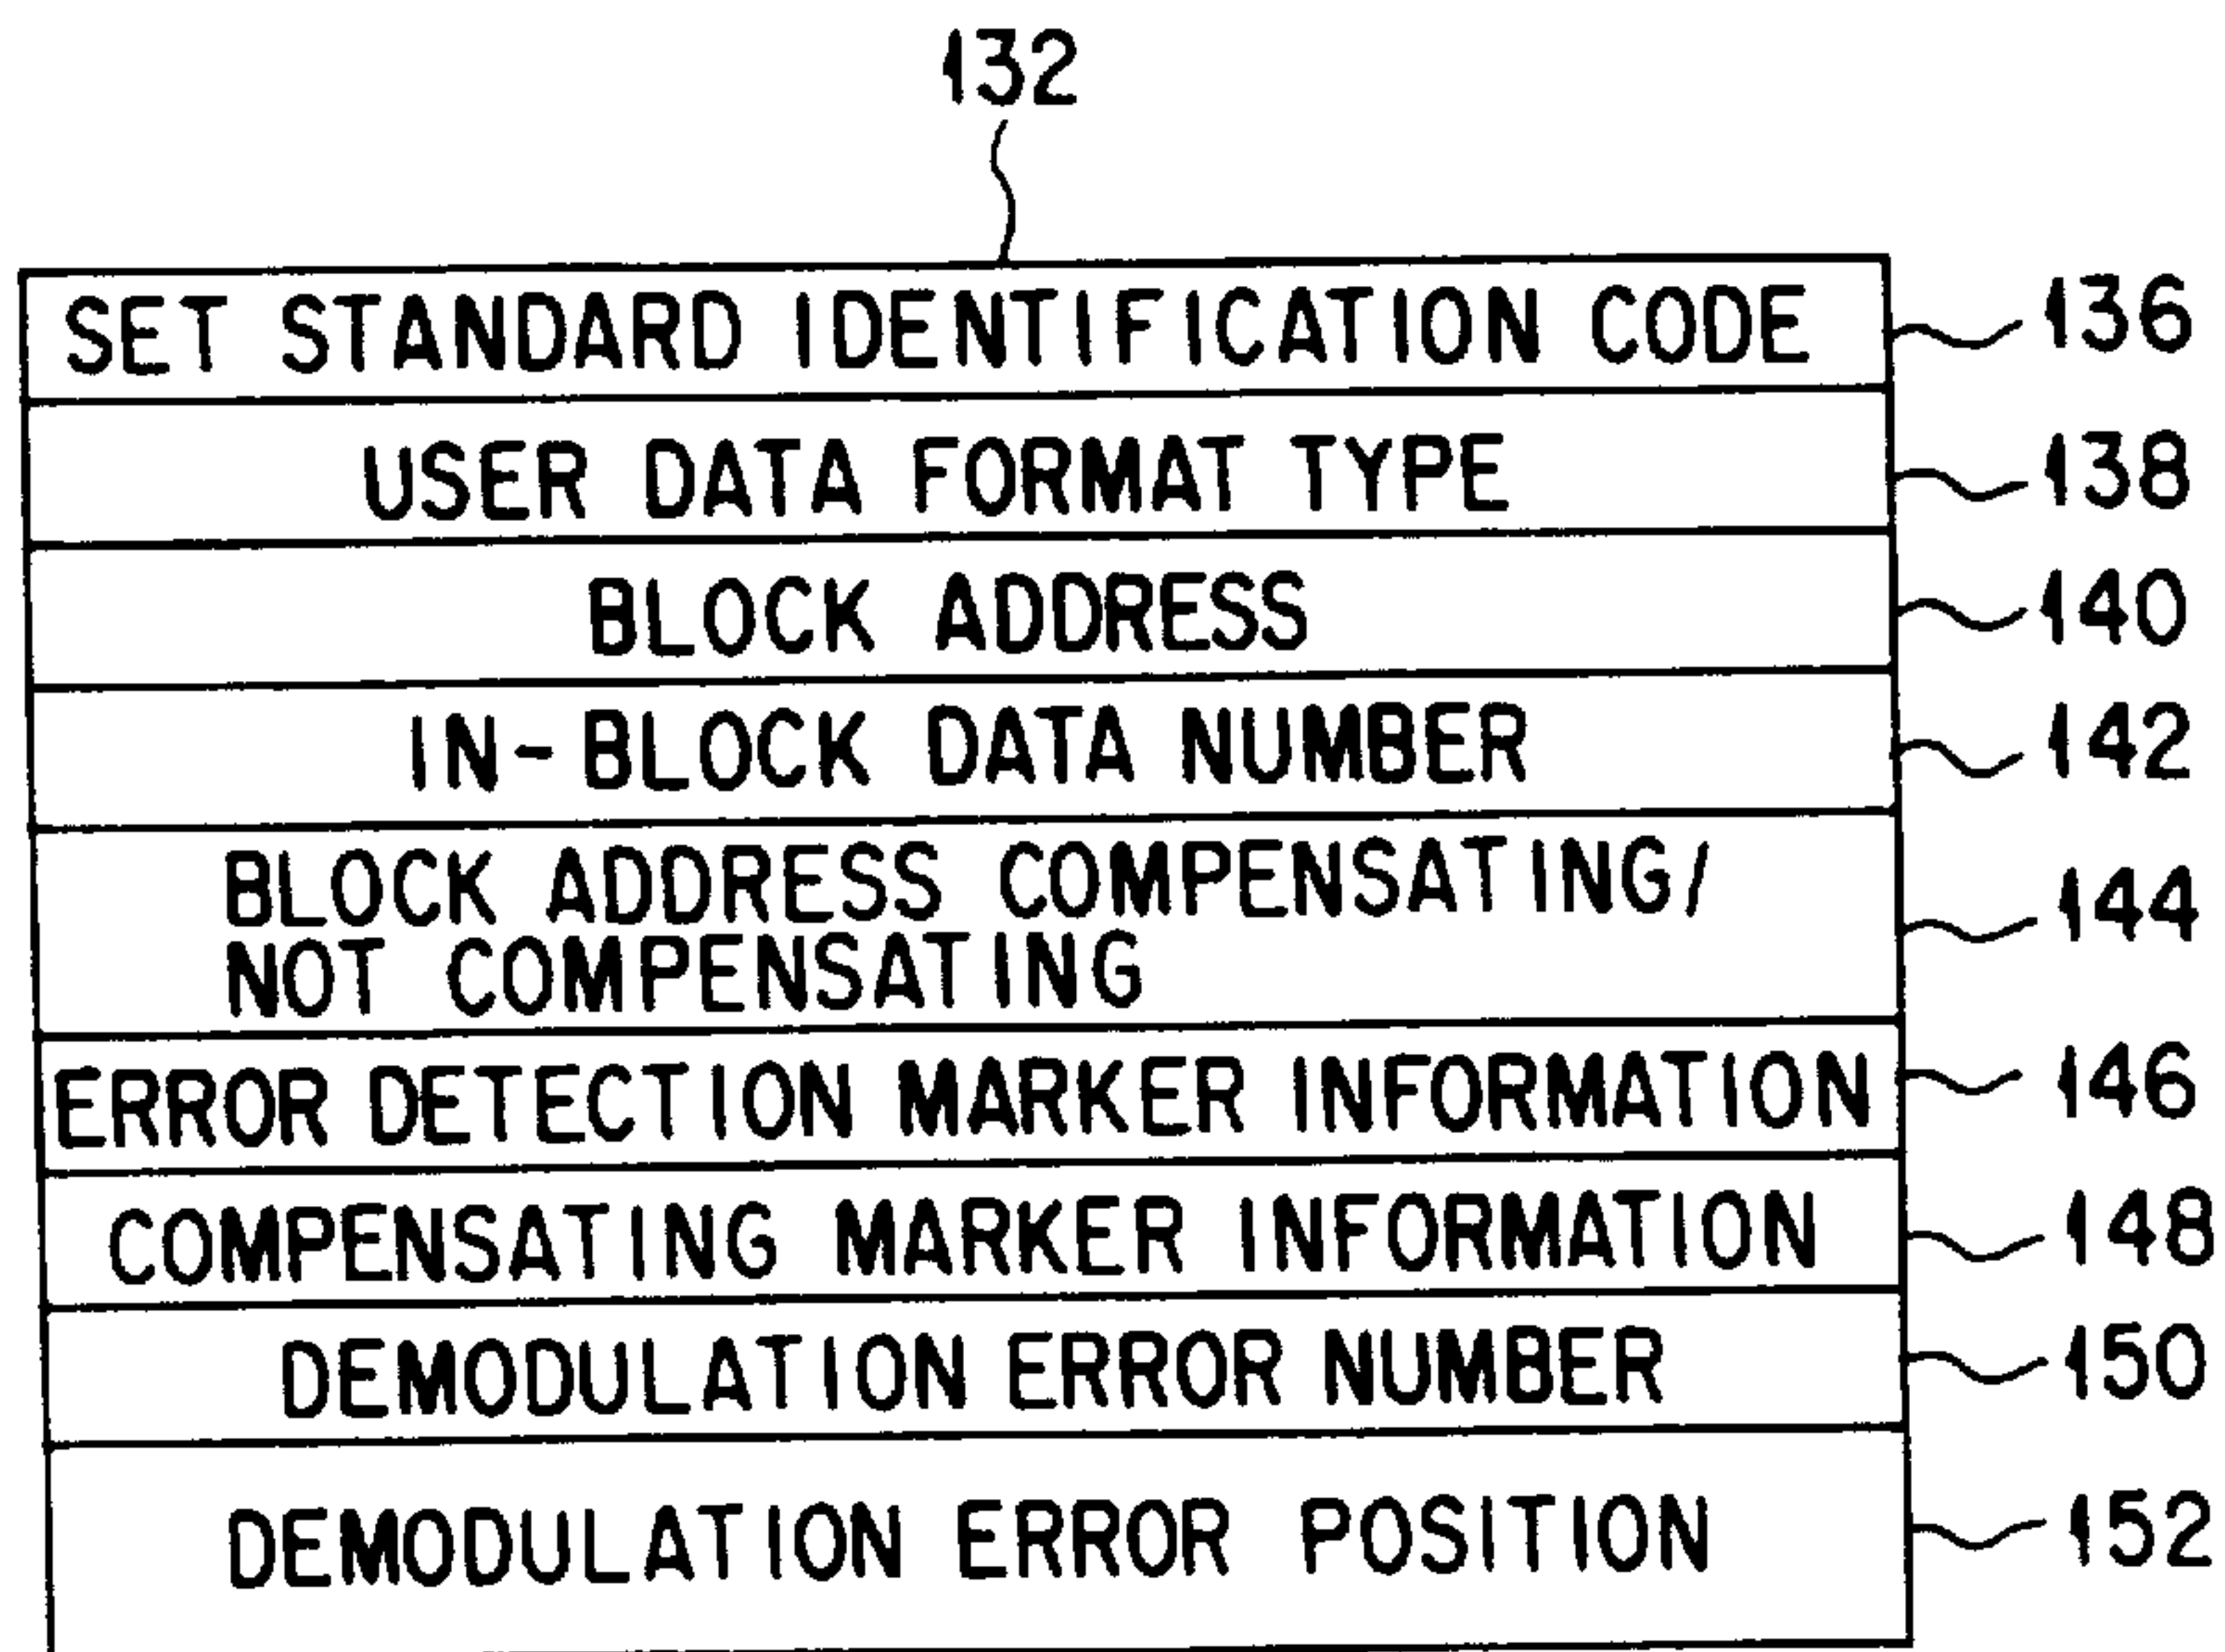 132
SET STANDARD IDENTIFICATION CODE 136
USER DATA FORMAT TYPE 138
BLOCK ADDRESS 140
IN-BLOCK DATA NUMBER 142
BLOCK ADDRESS COMPENSATING/
NOT COMPENSATING
144
ERROR DETECTION MARKER INFORMATION 146
COMPENSATING MARKER INFORMATION 148
DEMODULATION ERROR NUMBER 150
DEMODULATION ERROR POSITION 152